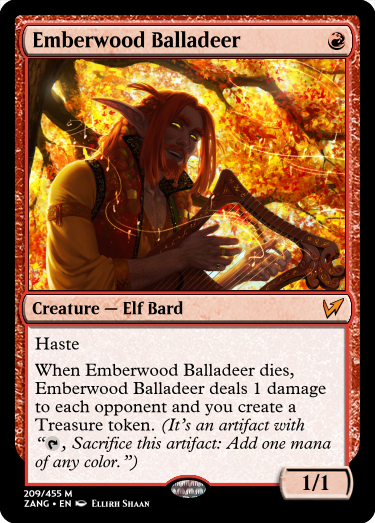 Emberwood Balladeer
Creature — Elf Bard
Haste
When Emberwood Balladeer dies,
Emberwood Balladeer deals 1 damage
to each opponent and you create a
Treasure token. (It's an artifact with
“, Sacrifice this artifact: Add one mana
of any color.”)
1/1
209/455 M
ZANG • EN Ellirh Shaan